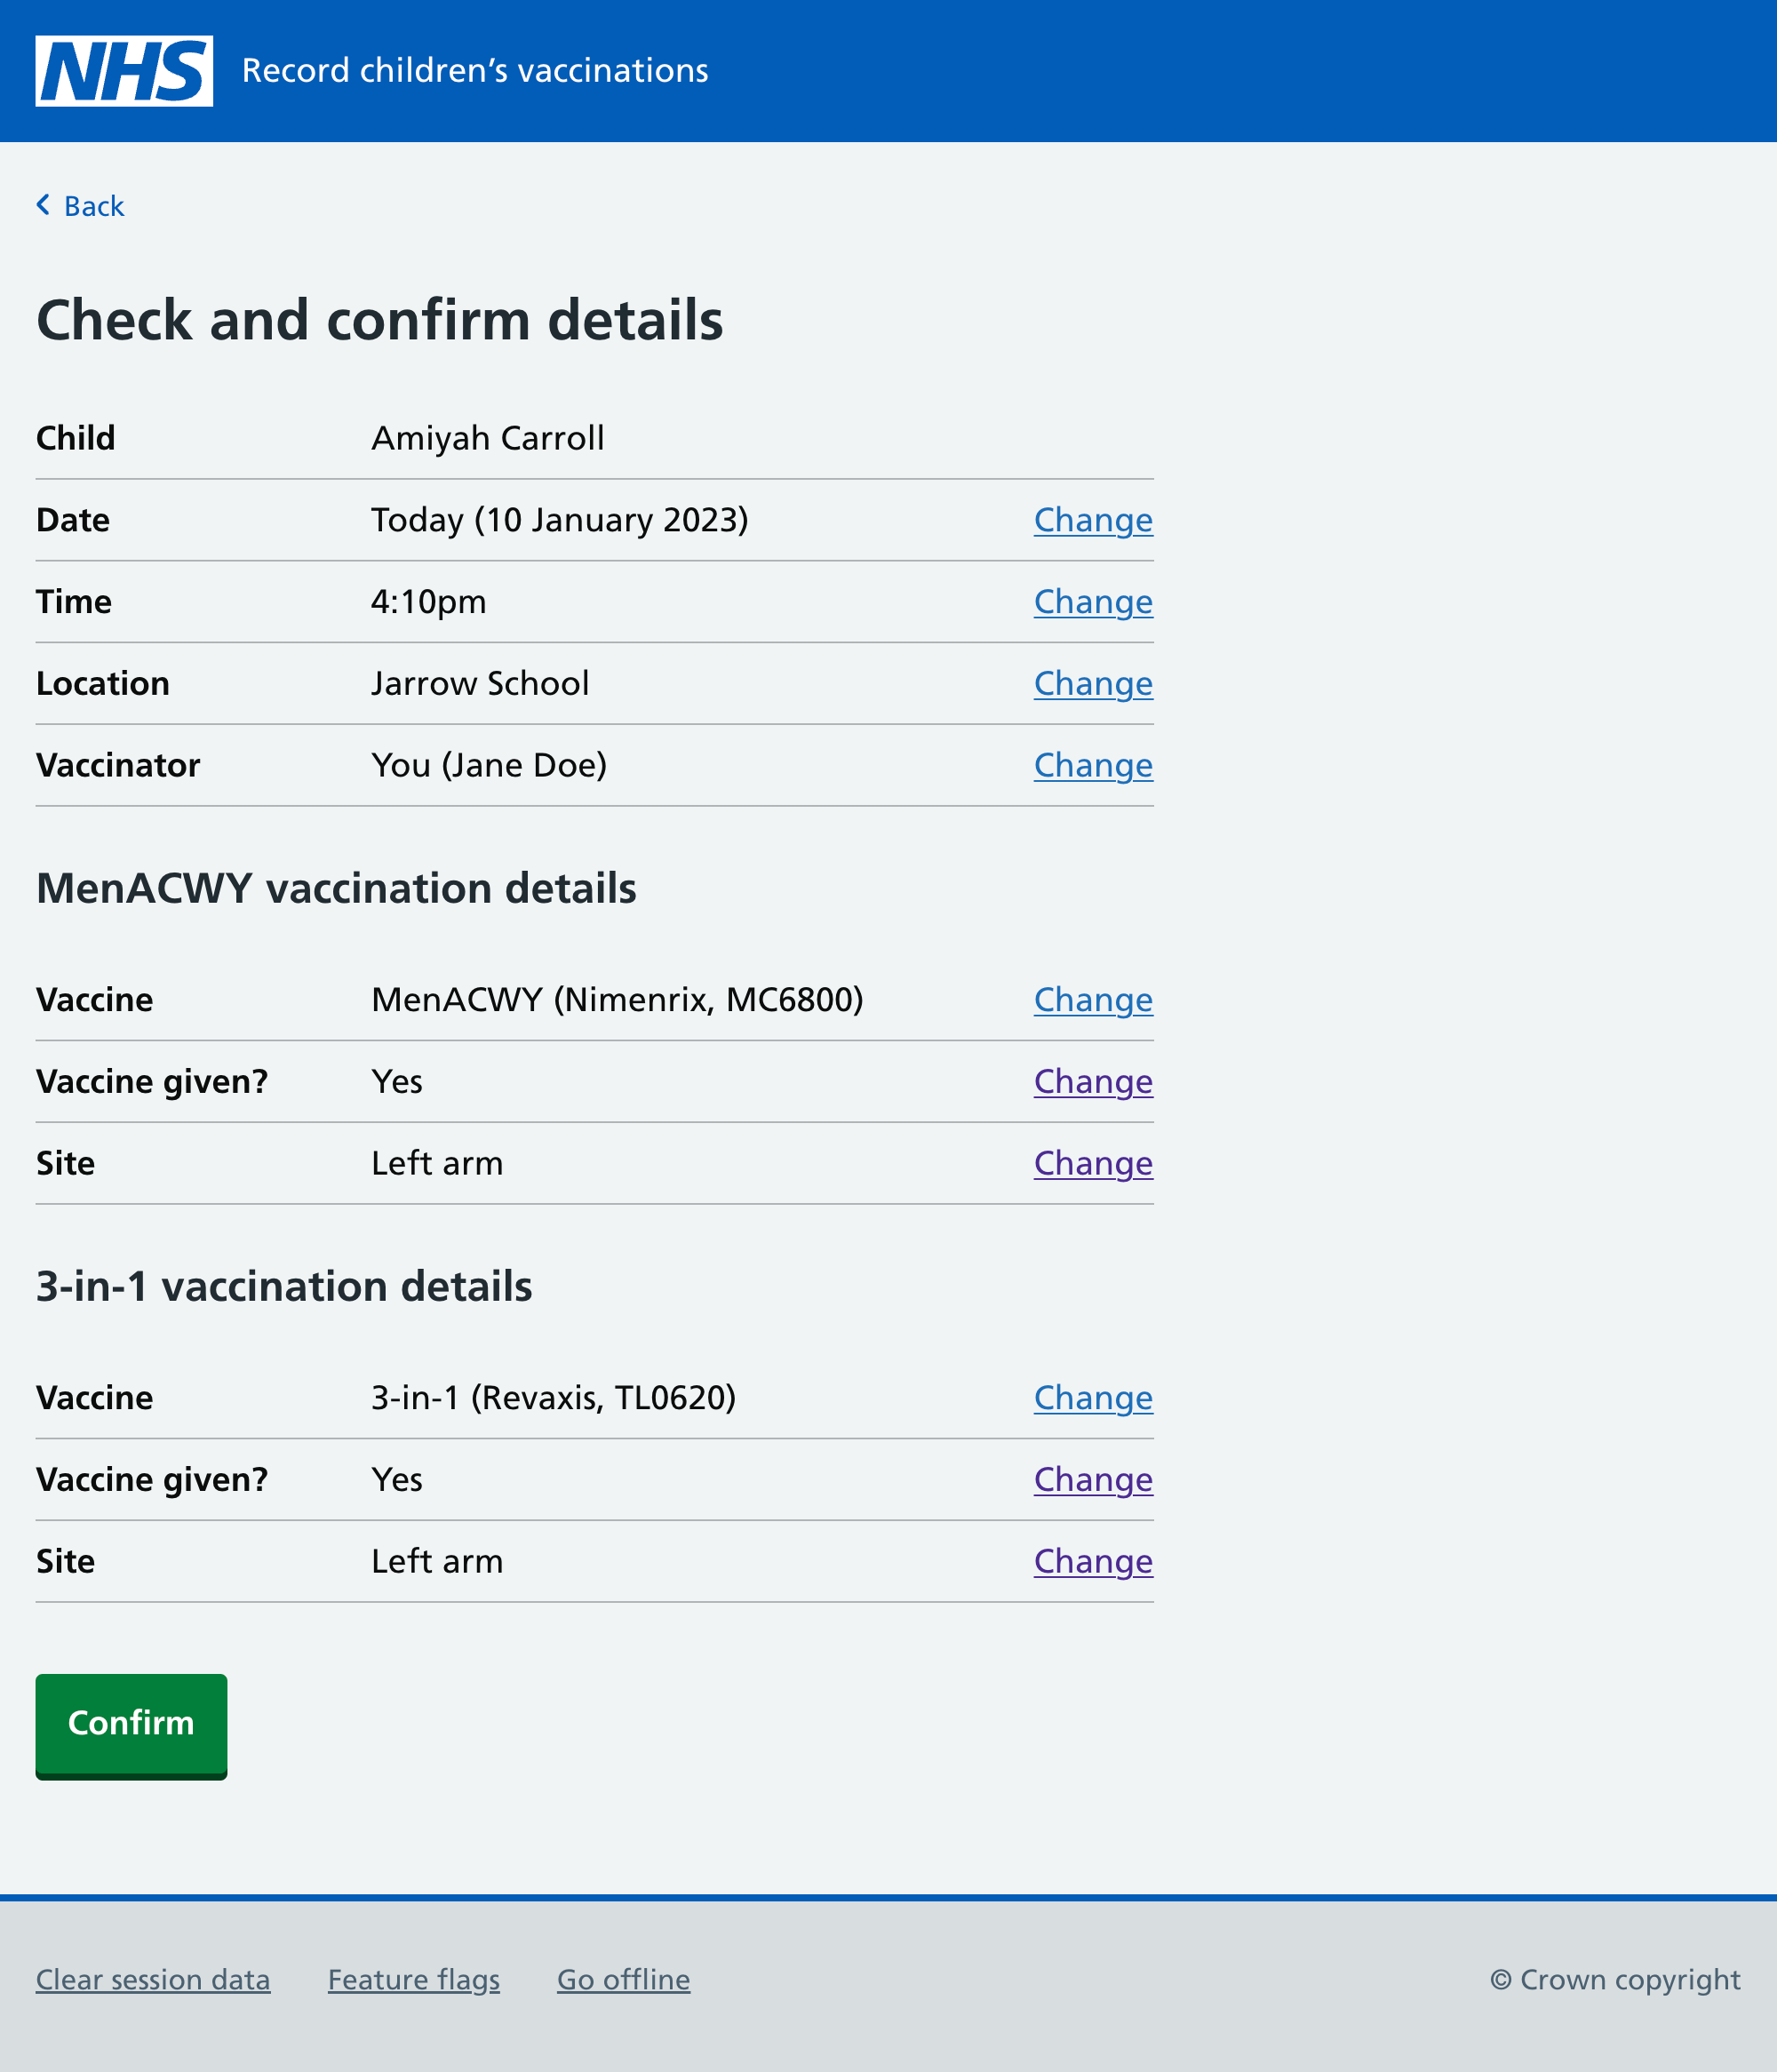 NHS Record children’s vaccinations
Back
Check and confirm details
Child Amiyah Carroll
Date Today (10 January 2023) Change
Time 4:10pm Change
Location Jarrow School Change
Vaccinator You (Jane Doe) Change
MenACWY vaccination details
Vaccine MenACWY (Nimenrix, MC6800) Change
Vaccine given? Yes Change
Site Left arm Change
3-in-1 vaccination details
Vaccine 3-in-1 (Revaxis, TL0620) Change
Vaccine given? Yes Change
Site Left arm Change
Confirm
Clear session data Feature flags Go offline © Crown copyright